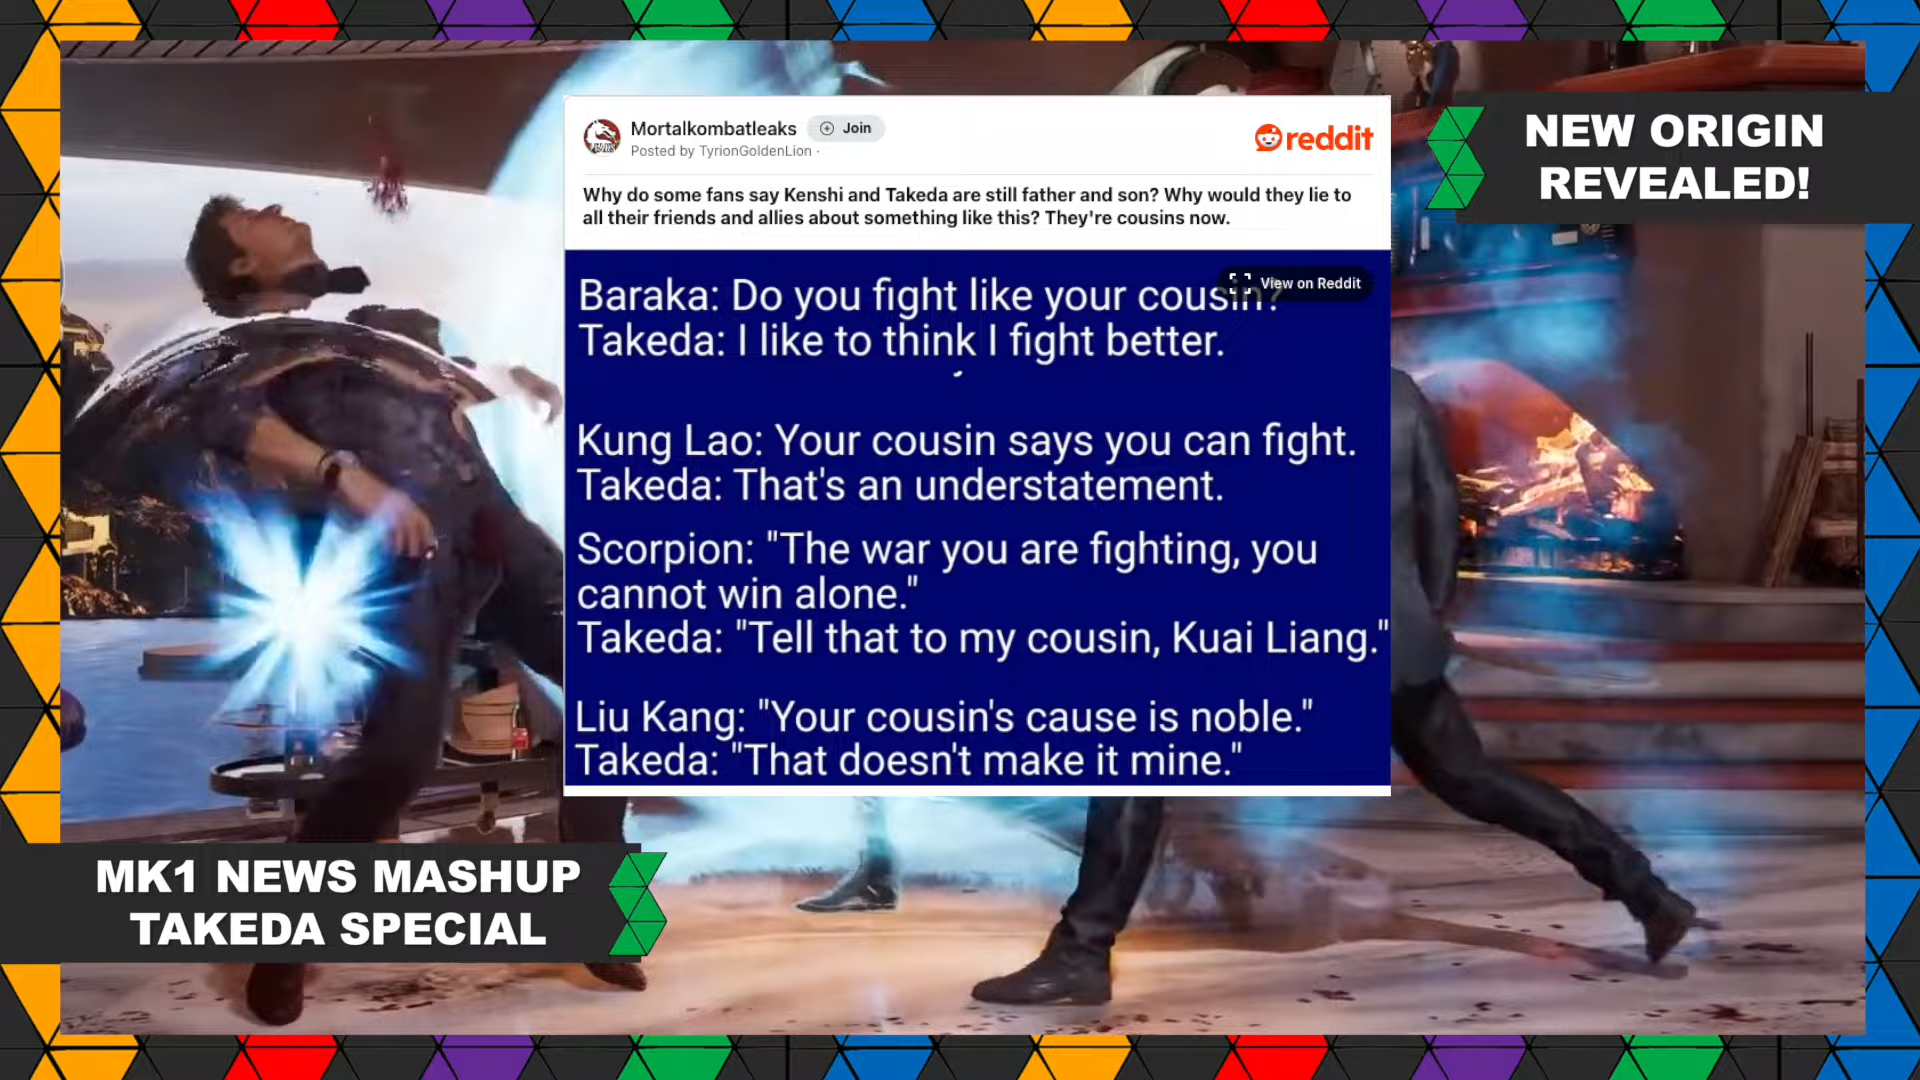 Mortalkombatleaks
Join
Posted by TyrionGoldenLion ·
reddit
Why do some fans say Kenshi and Takeda are still father and son? Why would they lie to
all their friends and allies about something like this? They're cousins now.
View on Reddit
Baraka: Do you fight like your cousin?
Takeda: I like to think I fight better.
Kung Lao: Your cousin says you can fight.
Takeda: That's an understatement.
Scorpion: "The war you are fighting, you
cannot win alone."
Takeda: "Tell that to my cousin, Kuai Liang."
Liu Kang: "Your cousin's cause is noble."
Takeda: "That doesn't make it mine."
NEW ORIGIN
REVEALED!
MK1 NEWS MASHUP
TAKEDA SPECIAL